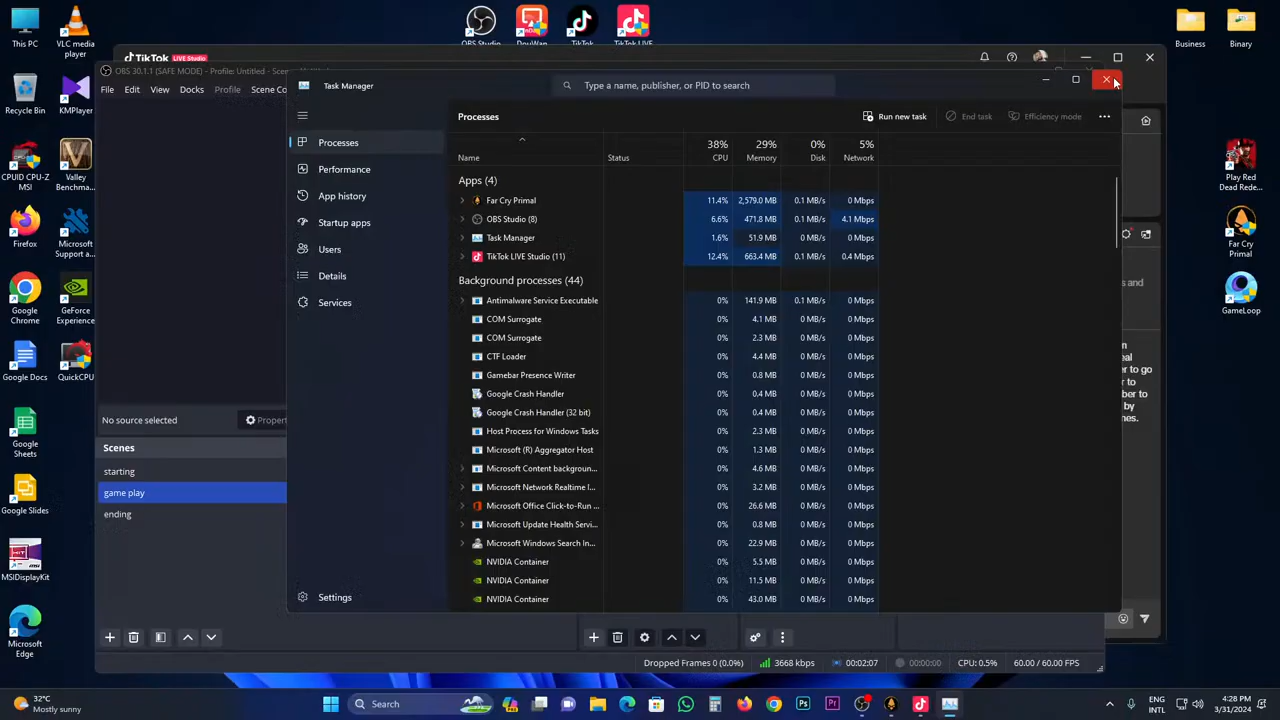 This PC
VLC media
player
OBS Studio
TikTok
TikTok LIVE
Business
Binary
TikTok LIVE Studio
OBS 30.1.1 (SAFE MODE) - Profile: Untitled
File Edit View Docks Profile Scene Co
Task Manager
Type a name, publisher, or PID to search
Processes
Run new task
End task
Efficiency mode
Recycle Bin
KMPlayer
Processes
Performance
App history
Startup apps
Users
Details
Services
Settings
38% 29% 0% 5%
Name Status CPU Memory Disk Network
Apps (4)
Far Cry Primal 11.4% 2,579.0 MB 0.1 MB/s 0 Mbps
OBS Studio (8) 6.6% 471.8 MB 0.1 MB/s 4.1 Mbps
Task Manager 1.6% 51.9 MB 0 MB/s 0 Mbps
TikTok LIVE Studio (11) 12.4% 663.4 MB 0.1 MB/s 0.4 Mbps
Background processes (44)
Antimalware Service Executable 0% 141.9 MB 0.1 MB/s 0 Mbps
COM Surrogate 0% 4.1 MB 0 MB/s 0 Mbps
COM Surrogate 0% 2.3 MB 0 MB/s 0 Mbps
CTF Loader 0% 4.4 MB 0 MB/s 0 Mbps
Gamebar Presence Writer 0% 0.8 MB 0 MB/s 0 Mbps
Google Crash Handler 0% 0.4 MB 0 MB/s 0 Mbps
Google Crash Handler (32 bit) 0% 0.4 MB 0 MB/s 0 Mbps
Host Process for Windows Tasks 0% 2.3 MB 0 MB/s 0 Mbps
Microsoft (R) Aggregator Host 0% 1.3 MB 0 MB/s 0 Mbps
Microsoft Content backgroun... 0% 4.6 MB 0 MB/s 0 Mbps
Microsoft Network Realtime I... 0% 3.2 MB 0 MB/s 0 Mbps
Microsoft Office Click-to-Run ... 0% 26.6 MB 0 MB/s 0 Mbps
Microsoft Update Health Servi... 0% 0.8 MB 0 MB/s 0 Mbps
Microsoft Windows Search In... 0% 22.9 MB 0 MB/s 0 Mbps
NVIDIA Container 0% 5.5 MB 0 MB/s 0 Mbps
NVIDIA Container 0% 11.5 MB 0 MB/s 0 Mbps
NVIDIA Container 0% 43.0 MB 0 MB/s 0 Mbps
CPUID CPU-Z
MSI
Valley
Benchma...
Firefox
Microsoft
Support a...
Google
Chrome
GeForce
Experience
Google Docs
QuickCPU
Google
Sheets
Google Slides
MSIDisplayKit
Microsoft
Edge
Play Red
Dead Rede...
Far Cry
Primal
GameLoop
No source selected
Scenes
starting
game play
ending
s and
n
eal
r to go
r to
mber to
by
nes.
Dropped Frames 0 (0.0%) 3668 kbps 00:02:07 00:00:00 CPU: 0.5% 60.00 / 60.00 FPS
32°C
Mostly sunny
Search
ENG
INTL
4:28 PM
3/31/2024